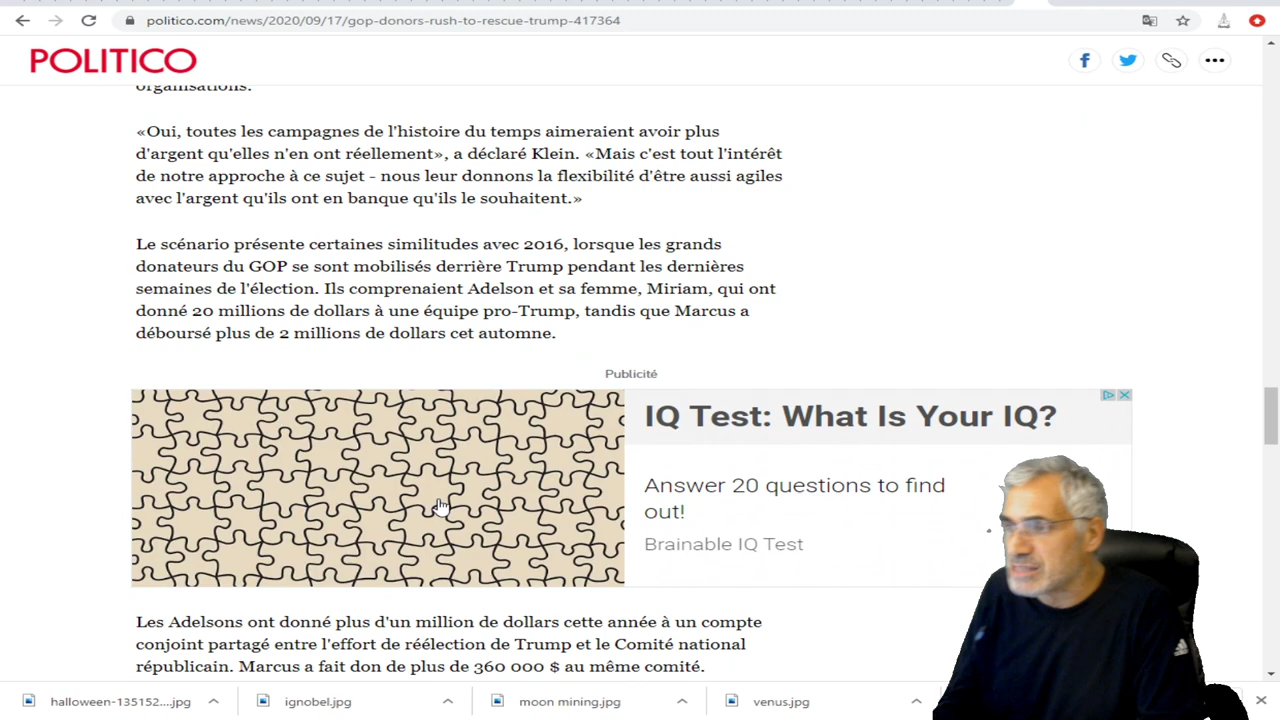 politico.com/news/2020/09/17/gop-donors-rush-to-rescue-trump-417364
POLITICO
organisations.
«Oui, toutes les campagnes de l'histoire du temps aimeraient avoir plus
d'argent qu'elles n'en ont réellement», a déclaré Klein. «Mais c'est tout l'intérêt
de notre approche à ce sujet - nous leur donnons la flexibilité d'être aussi agiles
avec l'argent qu'ils ont en banque qu'ils le souhaitent.»
Le scénario présente certaines similitudes avec 2016, lorsque les grands
donateurs du GOP se sont mobilisés derrière Trump pendant les dernières
semaines de l'élection. Ils comprenaient Adelson et sa femme, Miriam, qui ont
donné 20 millions de dollars à une équipe pro-Trump, tandis que Marcus a
déboursé plus de 2 millions de dollars cet automne.
Publicité
IQ Test: What Is Your IQ?
Answer 20 questions to find
out!
Brainable IQ Test
Les Adelsons ont donné plus d'un million de dollars cette année à un compte
conjoint partagé entre l'effort de réélection de Trump et le Comité national
républicain. Marcus a fait don de plus de 360 000 $ au même comité.
halloween-135152....jpg
ignobel.jpg
moon mining.jpg
venus.jpg